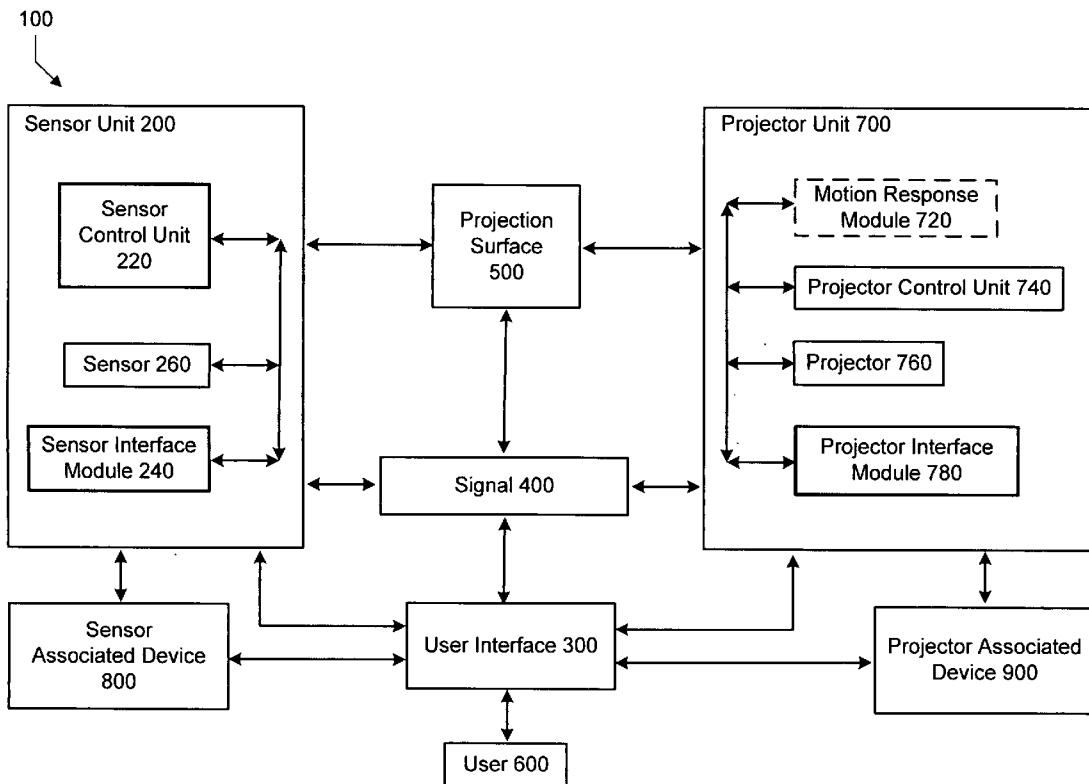 100
Sensor Unit 200
Sensor
Control Unit
220
Sensor 260
Sensor Interface
Module 240
Projection
Surface
500
Signal 400
Projector Unit 700
Motion Response
Module 720
Projector Control Unit 740
Projector 760
Projector Interface
Module 780
Sensor
Associated Device
800
User Interface 300
Projector Associated
Device 900
User 600